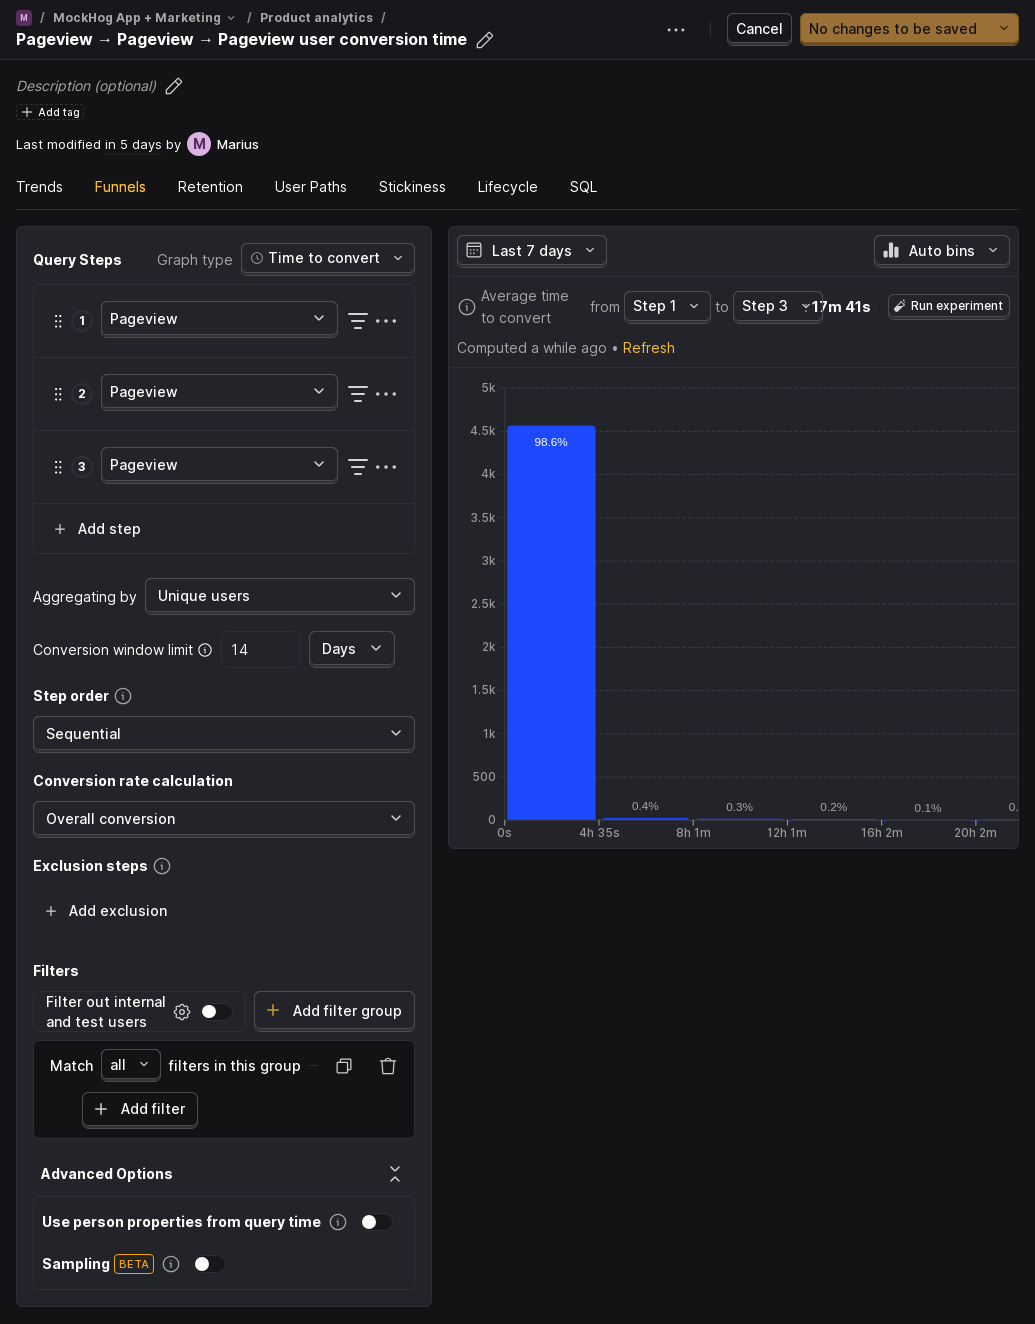 M / MockHog App + Marketing / Product analytics /
Pageview → Pageview → Pageview user conversion time
Cancel
No changes to be saved
Description (optional)
Add tag
Last modified in 5 days by M Marius
Trends Funnels Retention User Paths Stickiness Lifecycle SQL
Query Steps Graph type Time to convert
1 Pageview
2 Pageview
3 Pageview
Add step
Aggregating by Unique users
Conversion window limit 14 Days
Step order
Sequential
Conversion rate calculation
Overall conversion
Exclusion steps
Add exclusion
Filters
Filter out internal
and test users
Add filter group
Match all filters in this group
Add filter
Advanced Options
Use person properties from query time
Sampling BETA
Last 7 days
Auto bins
Average time
to convert
from Step 1 to Step 3 17m 41s Run experiment
Computed a while ago • Refresh
5k
4.5k
98.6%
4k
3.5k
3k
2.5k
2k
1.5k
1k
500
0.4% 0.3% 0.2% 0.1% 0.
0
0s 4h 35s 8h 1m 12h 1m 16h 2m 20h 2m